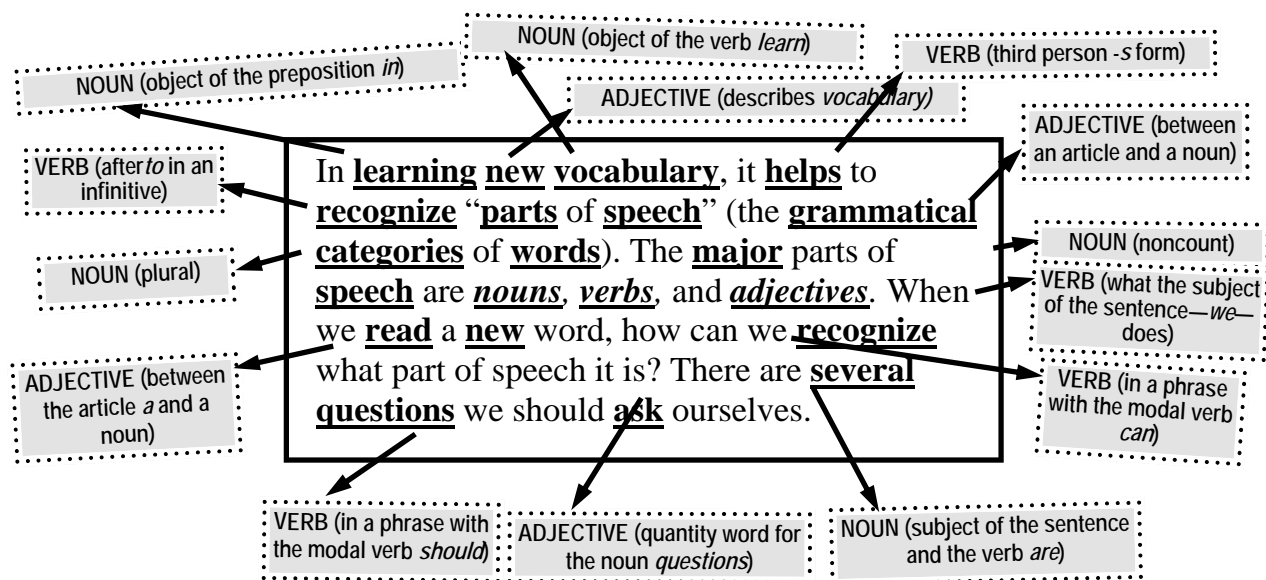 NOUN (object of the verb learn)
VERB (third person -s form)
NOUN (object of the preposition in)
ADJECTIVE (describes vocabulary)
ADJECTIVE (between
an article and a noun)
VERB (after to in an
infinitive)
NOUN (plural)
ADJECTIVE (between
the article a and a
noun)
In learning new vocabulary, it helps to
recognize “parts of speech” (the grammatical
categories of words). The major parts of
speech are nouns, verbs, and adjectives. When
we read a new word, how can we recognize
what part of speech it is? There are several
questions we should ask ourselves.
NOUN (noncount)
VERB (what the subject
of the sentence—we—
does)
VERB (in a phrase
with the modal verb
can)
VERB (in a phrase with
the modal verb should)
ADJECTIVE (quantity word for
the noun questions)
NOUN (subject of the sentence
and the verb are)